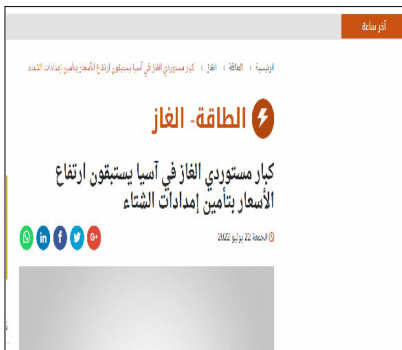 آخر ساعة
الرئيسية › الطاقة › الغاز › كبار مستوردي الغاز في آسيا يستبقون ارتفاع الأسعار بتأمين إمدادات الشتاء
الطاقة- الغاز
كبار مستوردي الغاز في آسيا يستبقون ارتفاع
الأسعار بتأمين إمدادات الشتاء
الجمعة 22 يوليو 2022